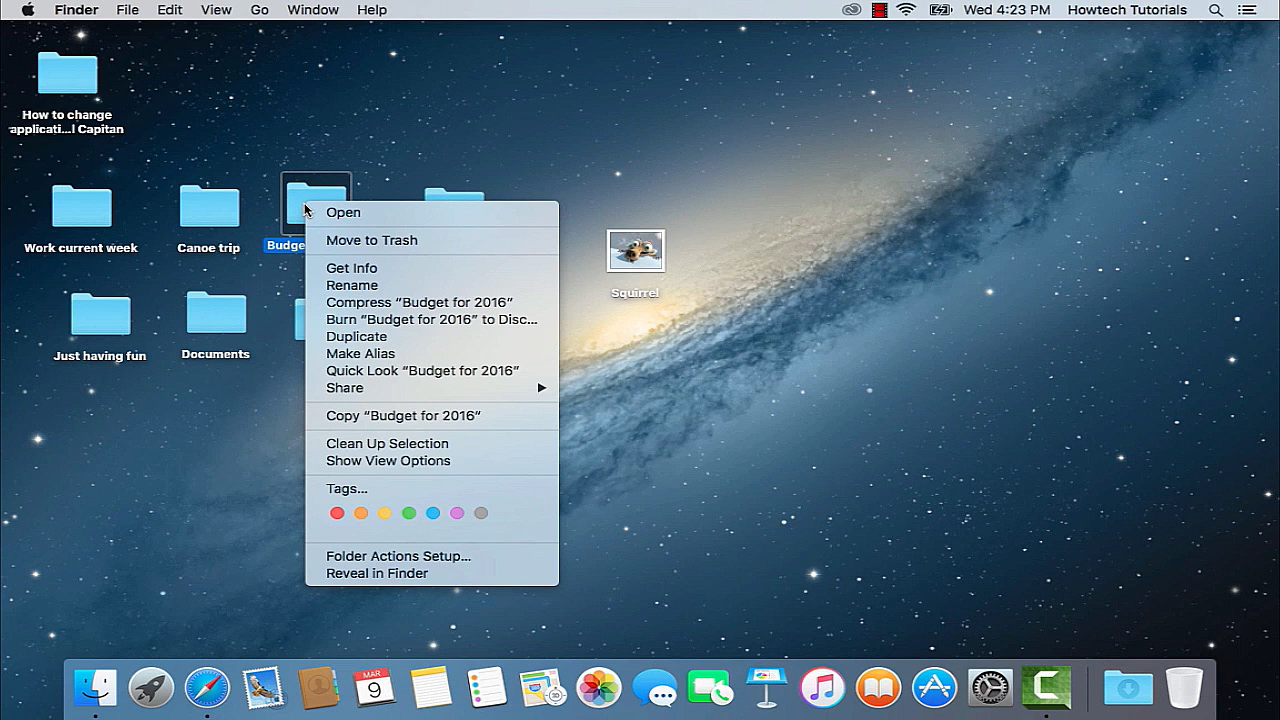 Finder File Edit View Go Window Help Wed 4:23 PM Howtech Tutorials
How to change
applicati...l Capitan
Work current week
Canoe trip
Budge
Squirrel
Just having fun
Documents
Open
Move to Trash
Get Info
Rename
Compress “Budget for 2016”
Burn “Budget for 2016” to Disc...
Duplicate
Make Alias
Quick Look “Budget for 2016”
Share
Copy “Budget for 2016”
Clean Up Selection
Show View Options
Tags...
Folder Actions Setup...
Reveal in Finder
MAR
9